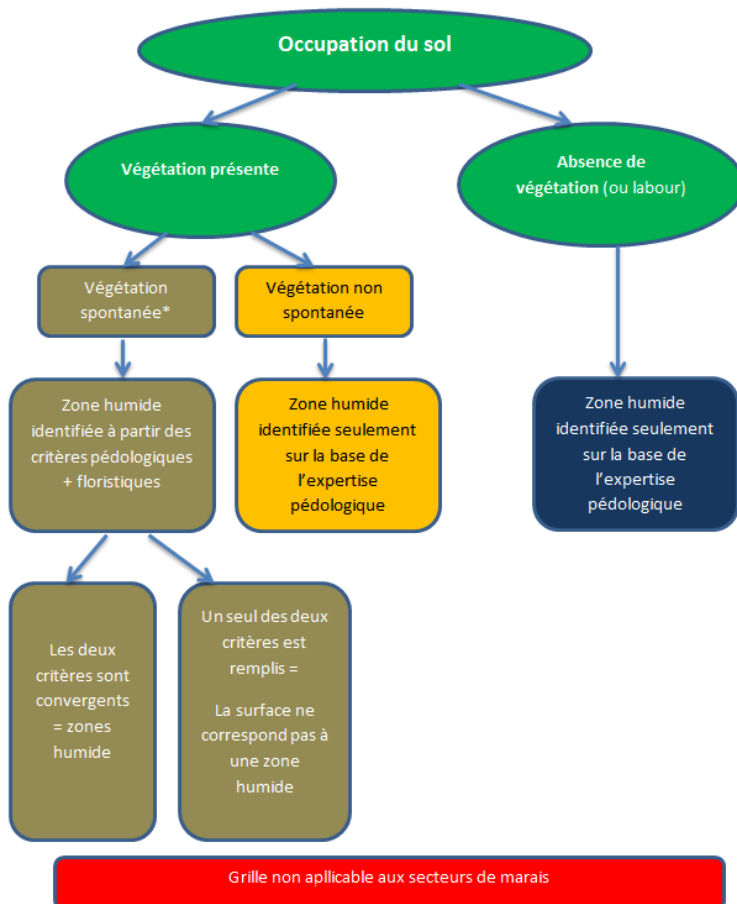 Occupation du sol
Végétation présente
Absence de
végétation (ou labour)
Végétation
spontanée*
Végétation non
spontanée
Zone humide
identifiée à partir des
critères pédologiques
+ floristiques
Zone humide
identifiée seulement
sur la base de
l'expertise
pédologique
Zone humide
identifiée seulement
sur la base de
l'expertise
pédologique
Les deux
critères sont
convergents
= zones
humide
Un seul des deux
critères est
remplis =
La surface ne
correspond pas à
une zone
humide
Grille non apllicable aux secteurs de marais